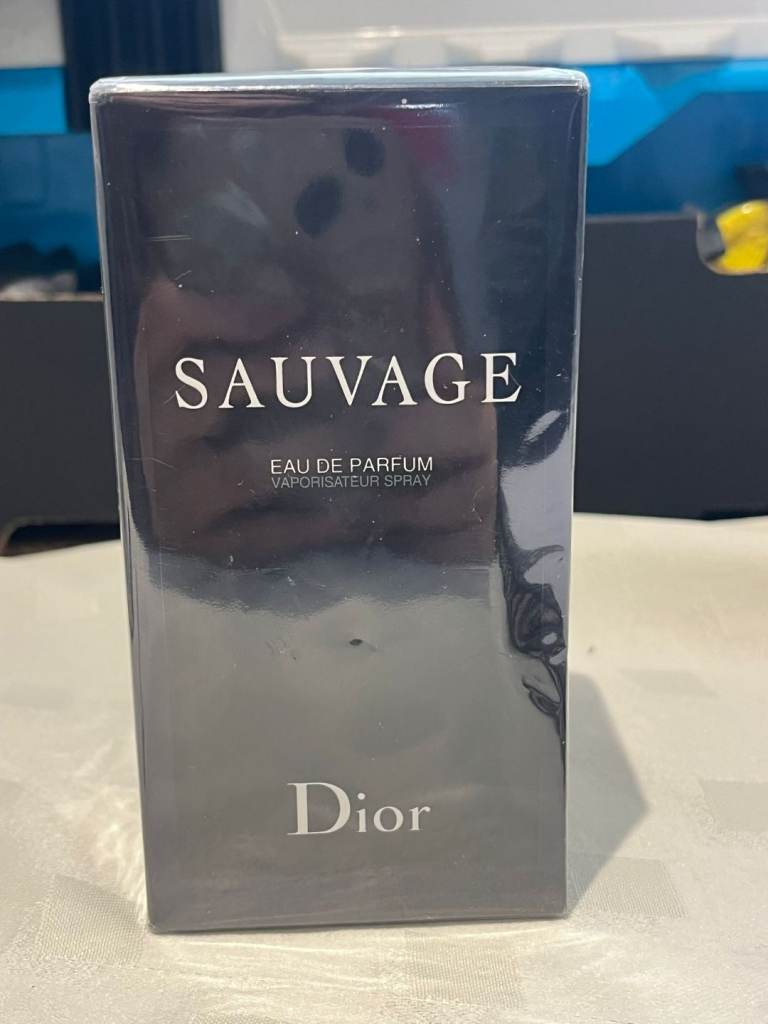 SAUVAGE
EAU DE PARFUM
VAPORISATEUR SPRAY
Dior